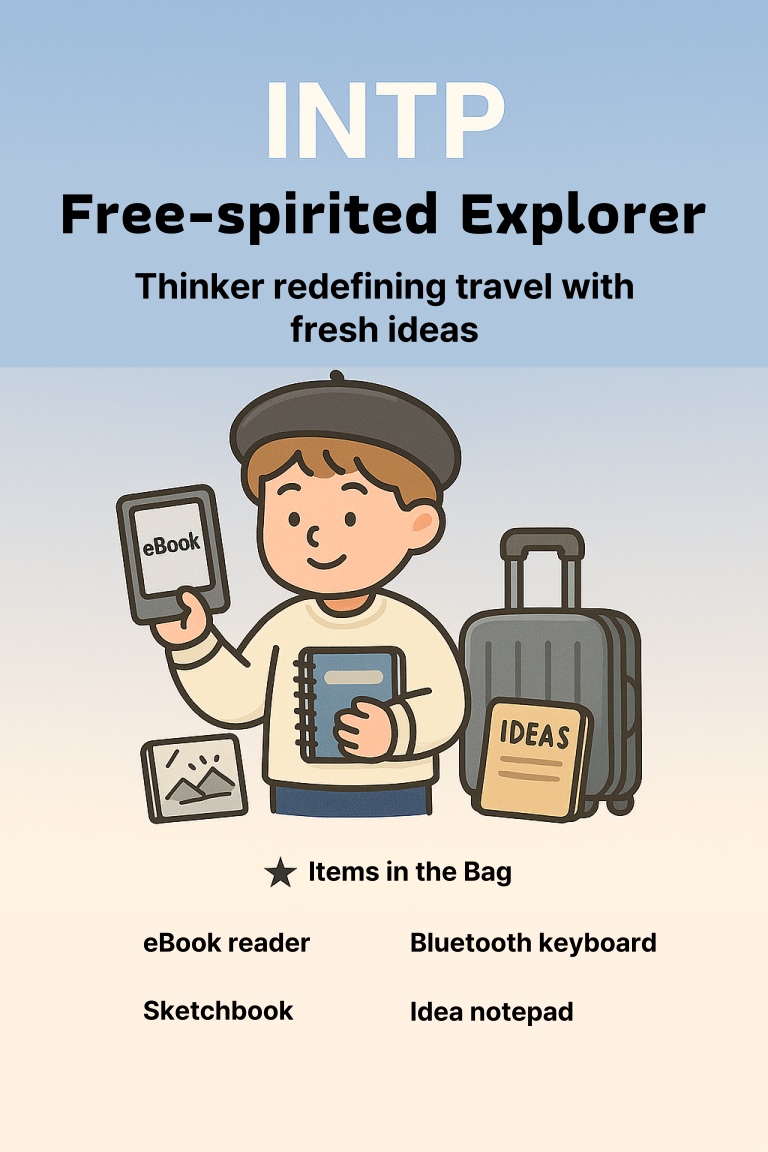 INTP
Free-spirited Explorer
Thinker redefining travel with
fresh ideas
eBook
IDEAS
★ Items in the Bag
eBook reader
Bluetooth keyboard
Sketchbook
Idea notepad